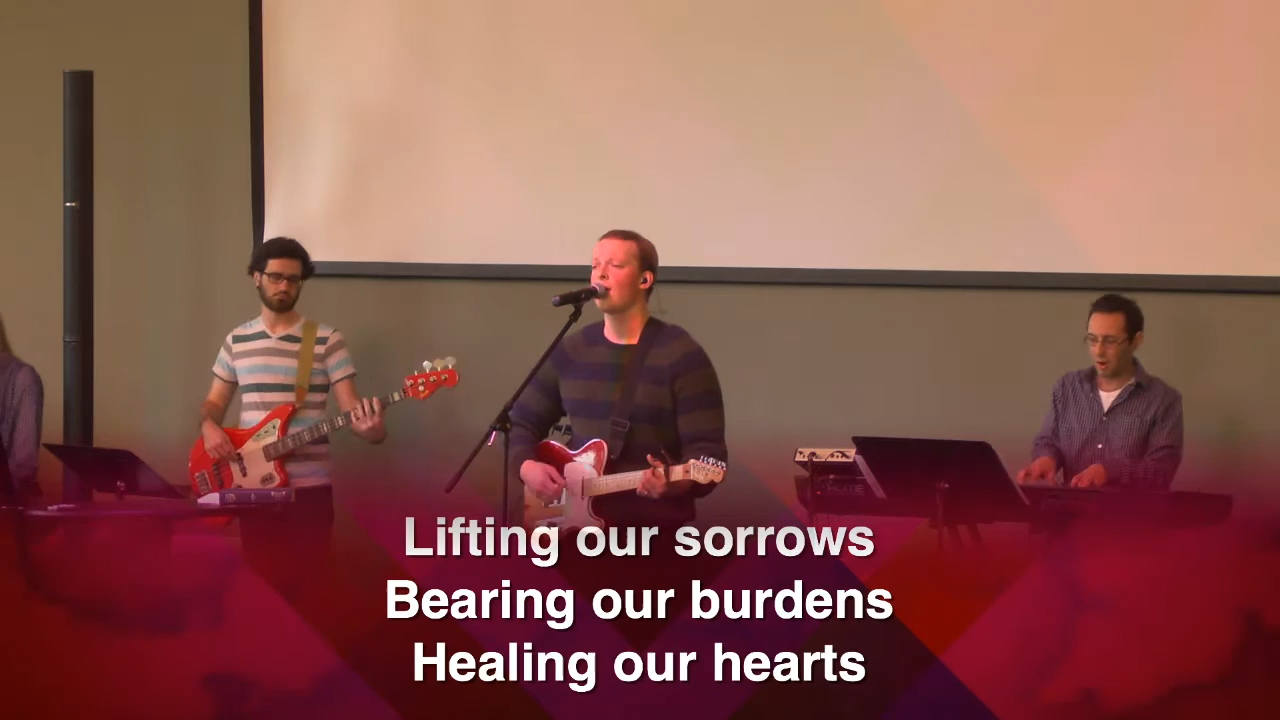 Lifting our sorrows
Bearing our burdens
Healing our hearts